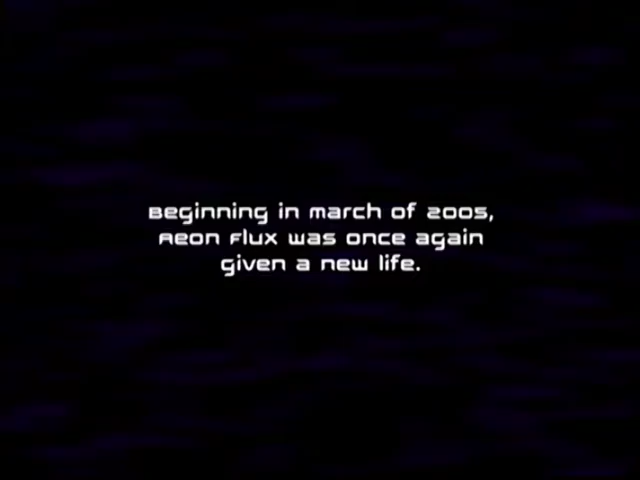 Beginning in march of 2005,
Aeon Flux was once again
given a new life.